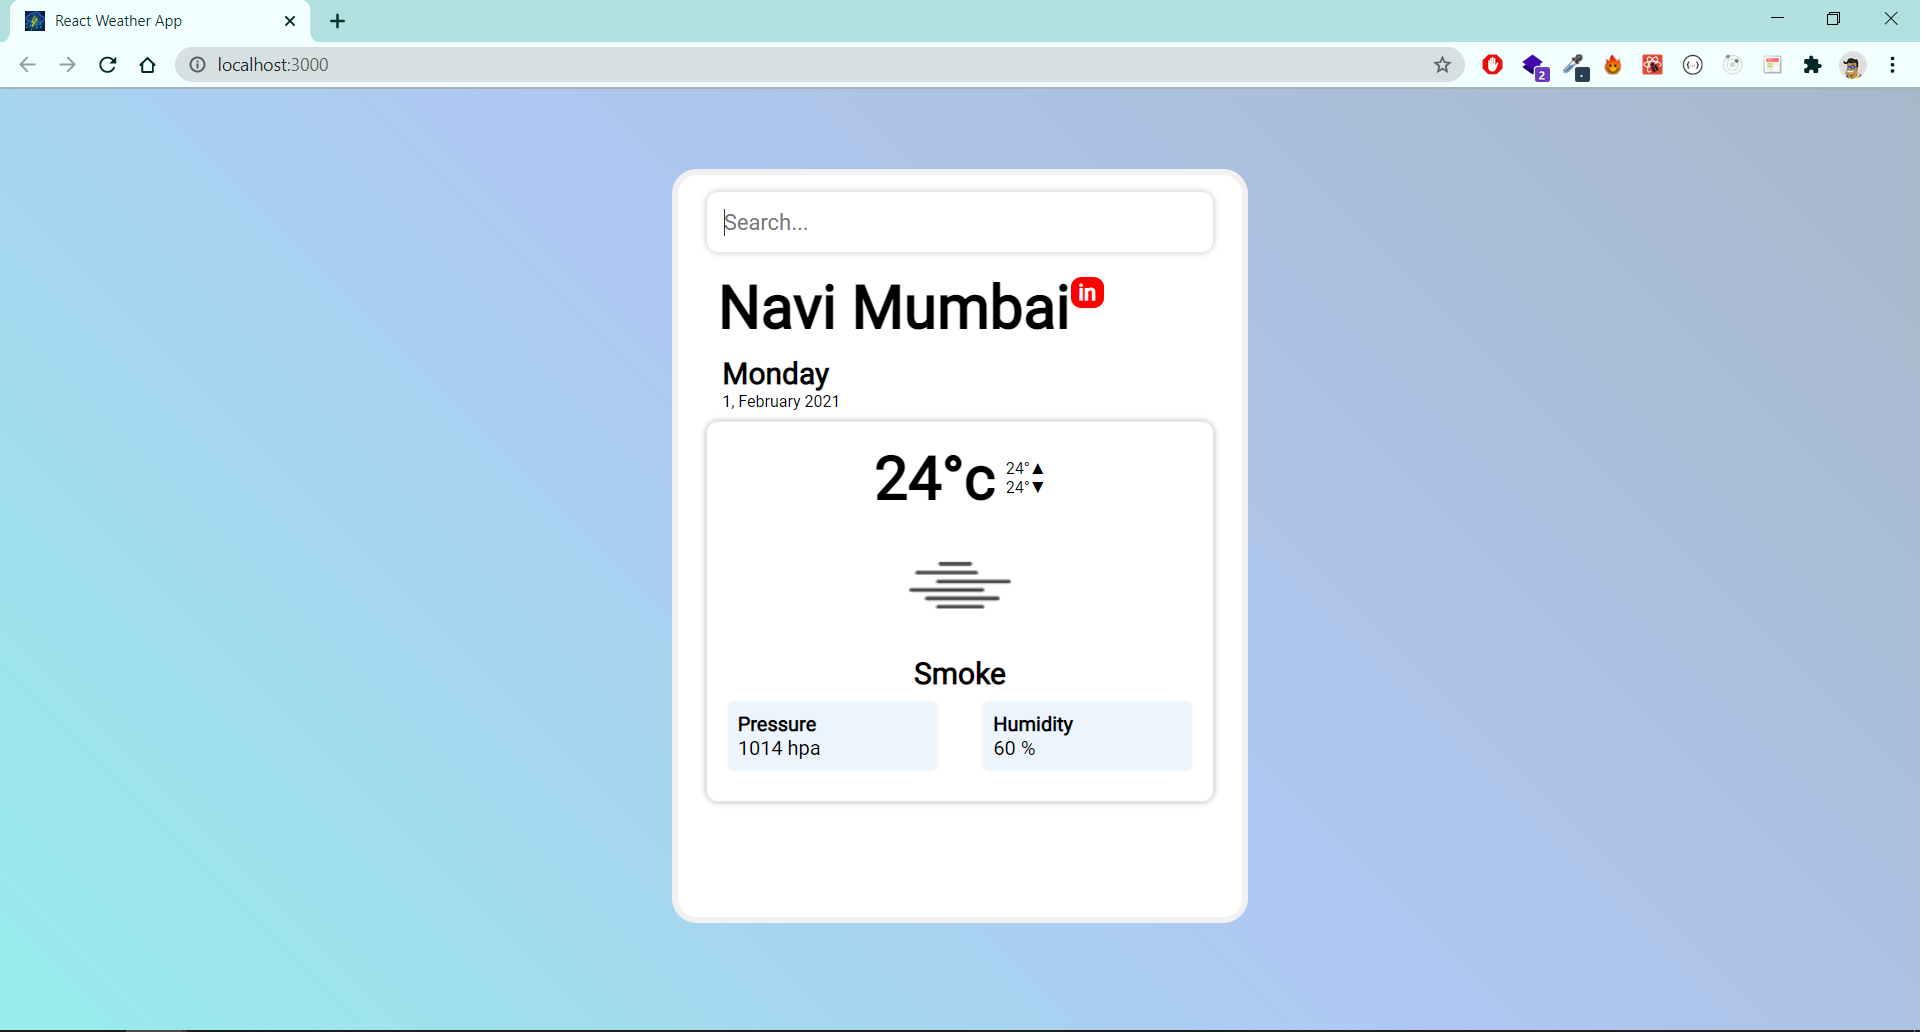 React Weather App
localhost:3000
2
Search...
Navi Mumbai in
Monday
1, February 2021
24°c 24°▲
24°▼
Smoke
Pressure
1014 hpa
Humidity
60 %